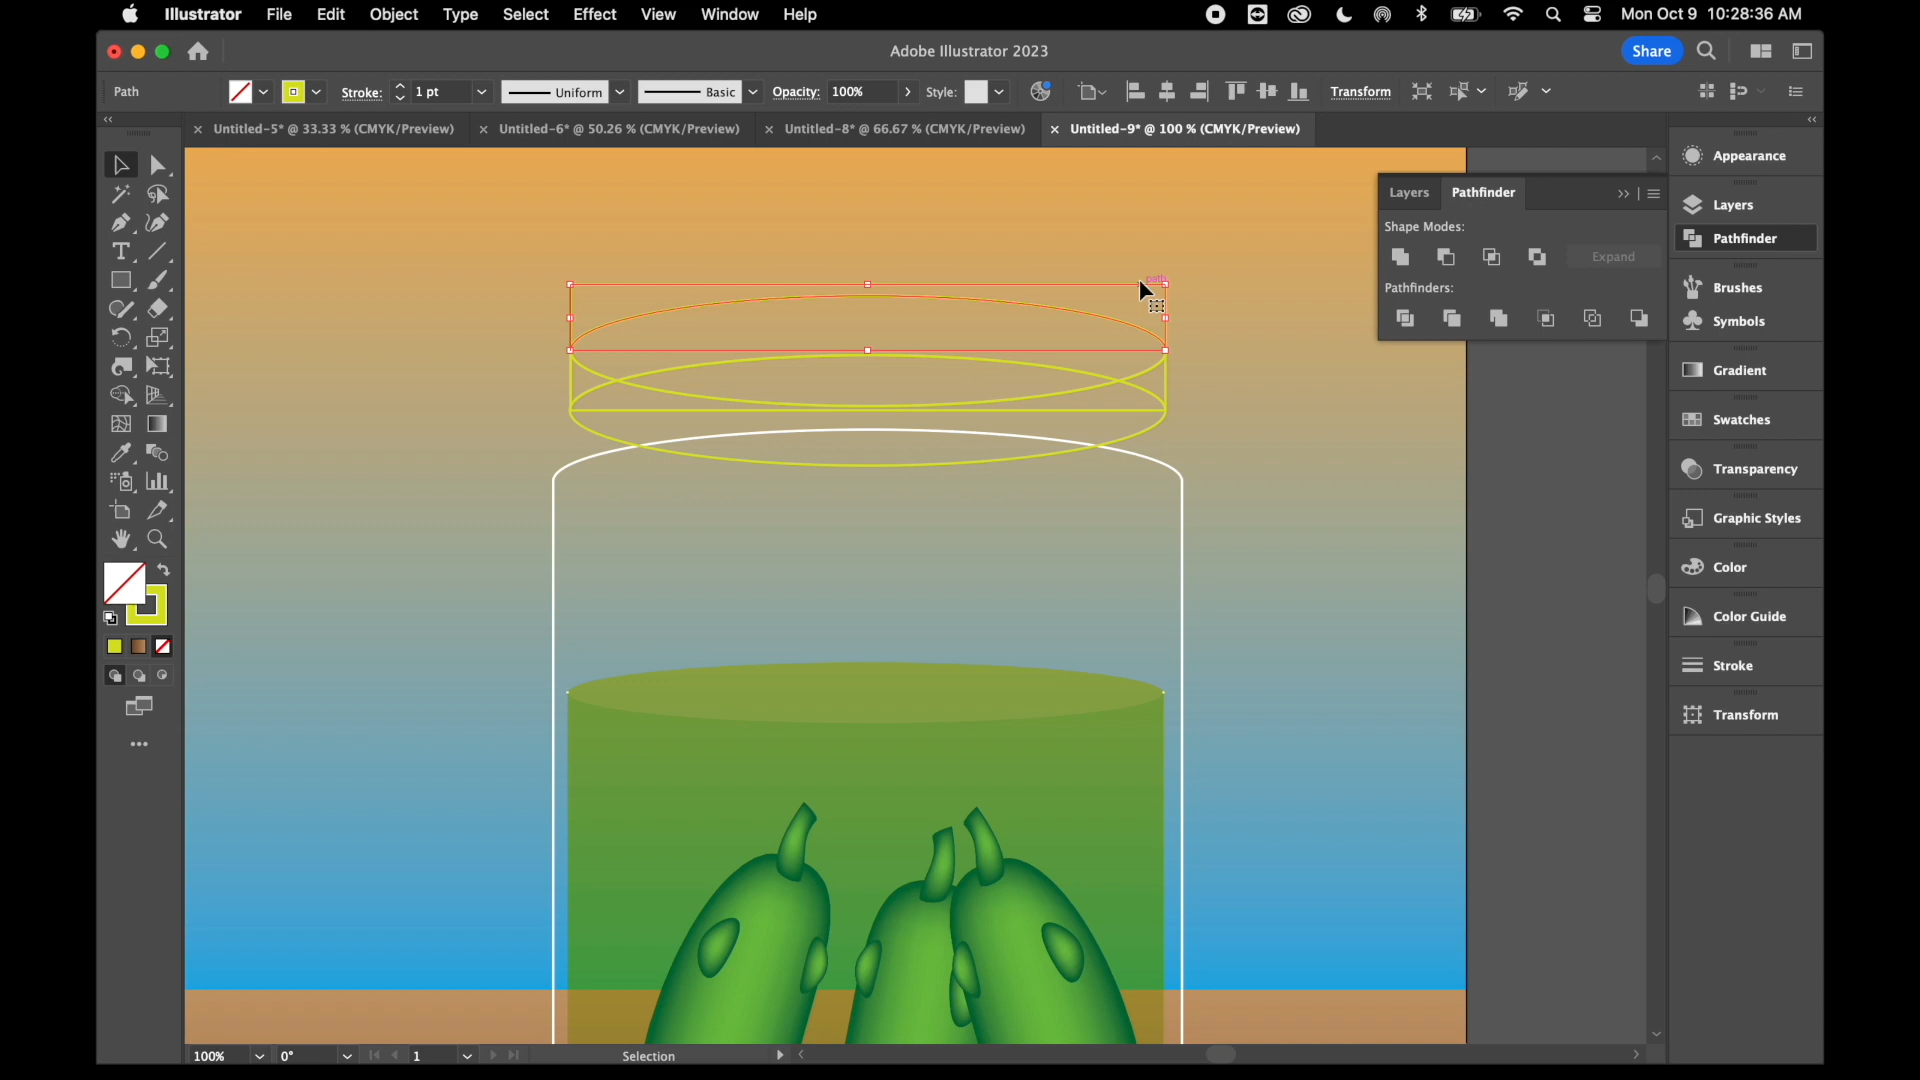 Illustrator File Edit Object Type Select Effect View Window Help Mon Oct 9 10:28:36 AM
Adobe Illustrator 2023 Share
Path Stroke: 1 pt Uniform Basic Opacity: 100% Style: Transform
× Untitled-5* @ 33.33 % (CMYK/Preview) × Untitled-6* @ 50.26 % (CMYK/Preview) × Untitled-8* @ 66.67 % (CMYK/Preview) × Untitled-9* @ 100 % (CMYK/Preview)
Layers Pathfinder
Shape Modes:
Expand
Pathfinders:
path
Appearance
Layers
Pathfinder
Brushes
Symbols
Gradient
Swatches
Transparency
Graphic Styles
Color
Color Guide
Stroke
Transform
100% 0° 1 Selection